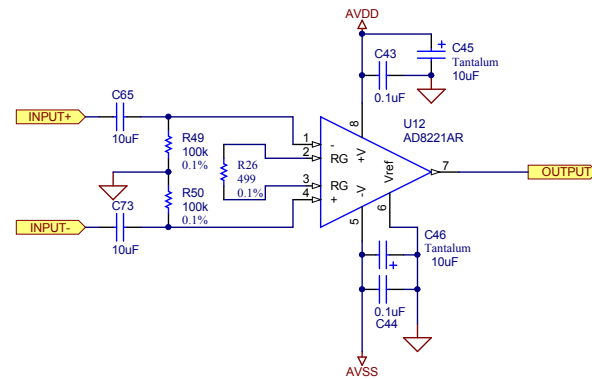 AVDD
C43
0.1uF
C45
Tantalum
10uF
C65
10uF
INPUT+
R49
100k
0.1%
R50
100k
0.1%
R26
499
0.1%
INPUT-
C73
10uF
1
2
3
4
-
RG
RG
+
8
+V
-V
Vref
5
6
7
U12
AD8221AR
OUTPUT
C46
Tantalum
10uF
0.1uF
C44
AVSS